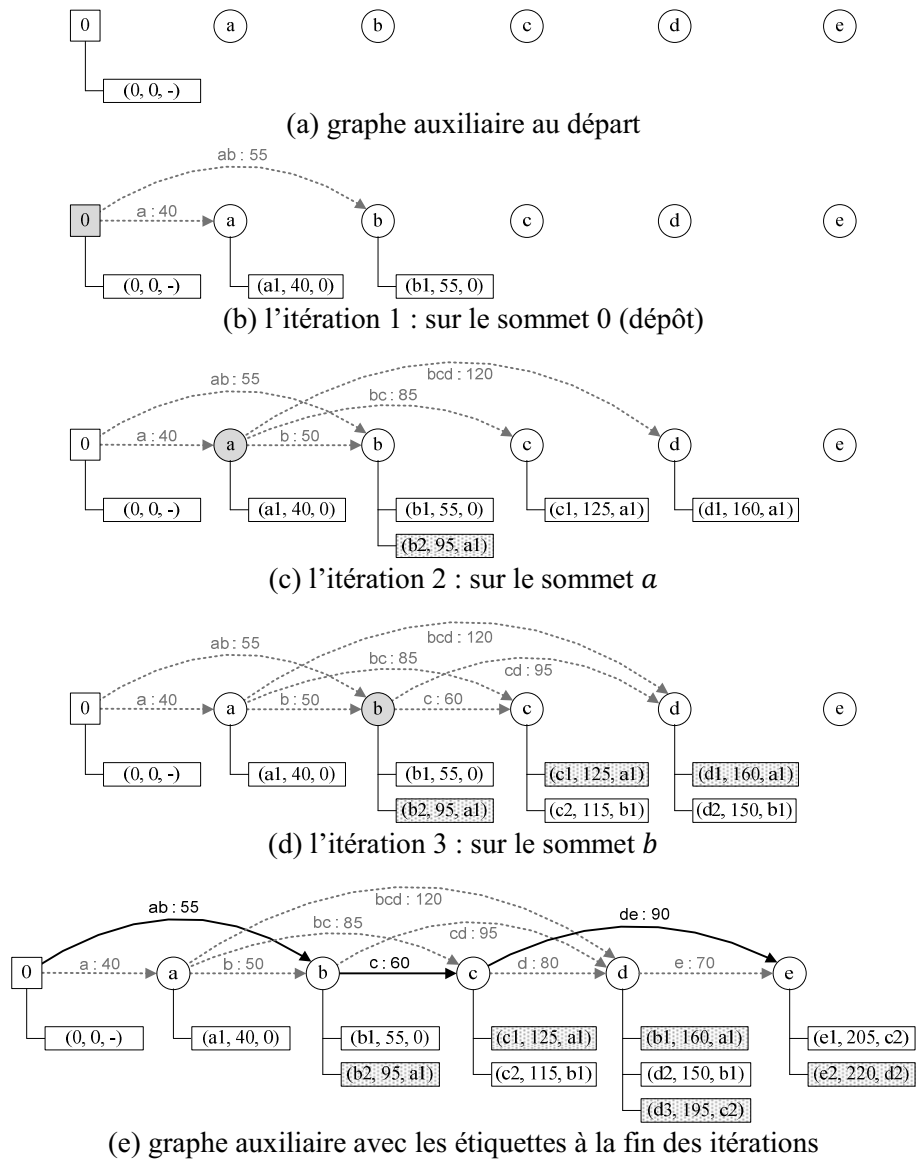 0 a b c d e
(0, 0, -)
(a) graphe auxiliaire au départ
ab : 55
a : 40
0 a b c d e
(0, 0, -) (a1, 40, 0) (b1, 55, 0)
(b) l’itération 1 : sur le sommet 0 (dépôt)
bcd : 120
ab : 55
bc : 85
a : 40 b : 50
0 a b c d e
(0, 0, -) (a1, 40, 0) (b1, 55, 0) (c1, 125, a1) (d1, 160, a1)
(b2, 95, a1)
(c) l’itération 2 : sur le sommet a
bcd : 120
ab : 55
bc : 85 cd : 95
a : 40 b : 50 c : 60
0 a b c d e
(0, 0, -) (a1, 40, 0) (b1, 55, 0) (c1, 125, a1) (d1, 160, a1)
(b2, 95, a1) (c2, 115, b1) (d2, 150, b1)
(d) l’itération 3 : sur le sommet b
bcd : 120
ab : 55 de : 90
bc : 85 cd : 95
a : 40 b : 50 c : 60 d : 80 e : 70
0 a b c d e
(0, 0, -) (a1, 40, 0) (b1, 55, 0) (c1, 125, a1) (b1, 160, a1) (e1, 205, c2)
(b2, 95, a1) (c2, 115, b1) (d2, 150, b1) (e2, 220, d2)
(d3, 195, c2)
(e) graphe auxiliaire avec les étiquettes à la fin des itérations